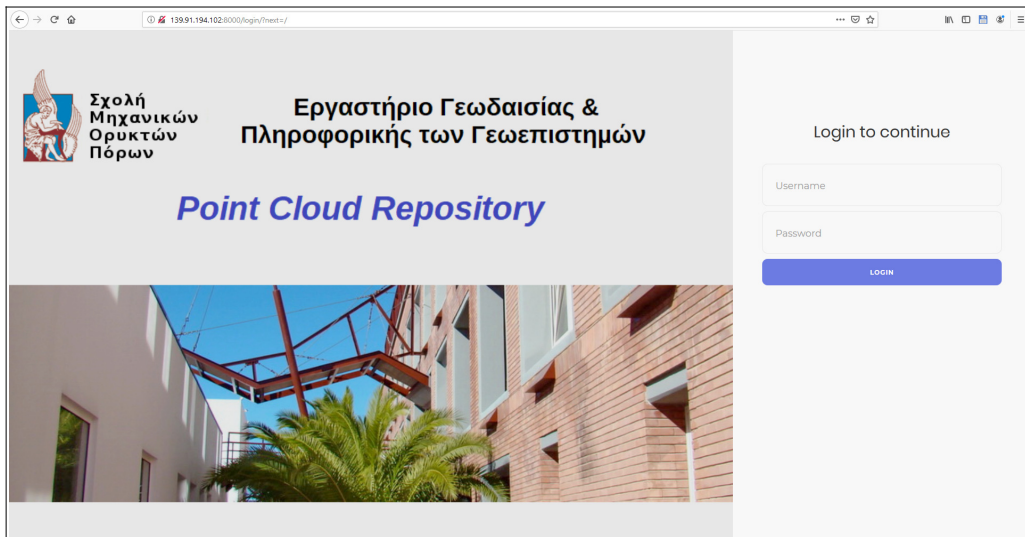 139.91.194.102:8000/login/?next=/
Σχολή
Μηχανικών
Ορυκτών
Πόρων
Εργαστήριο Γεωδαισίας &
Πληροφορικής των Γεωεπιστημών
Point Cloud Repository
Login to continue
Username
Password
LOGIN